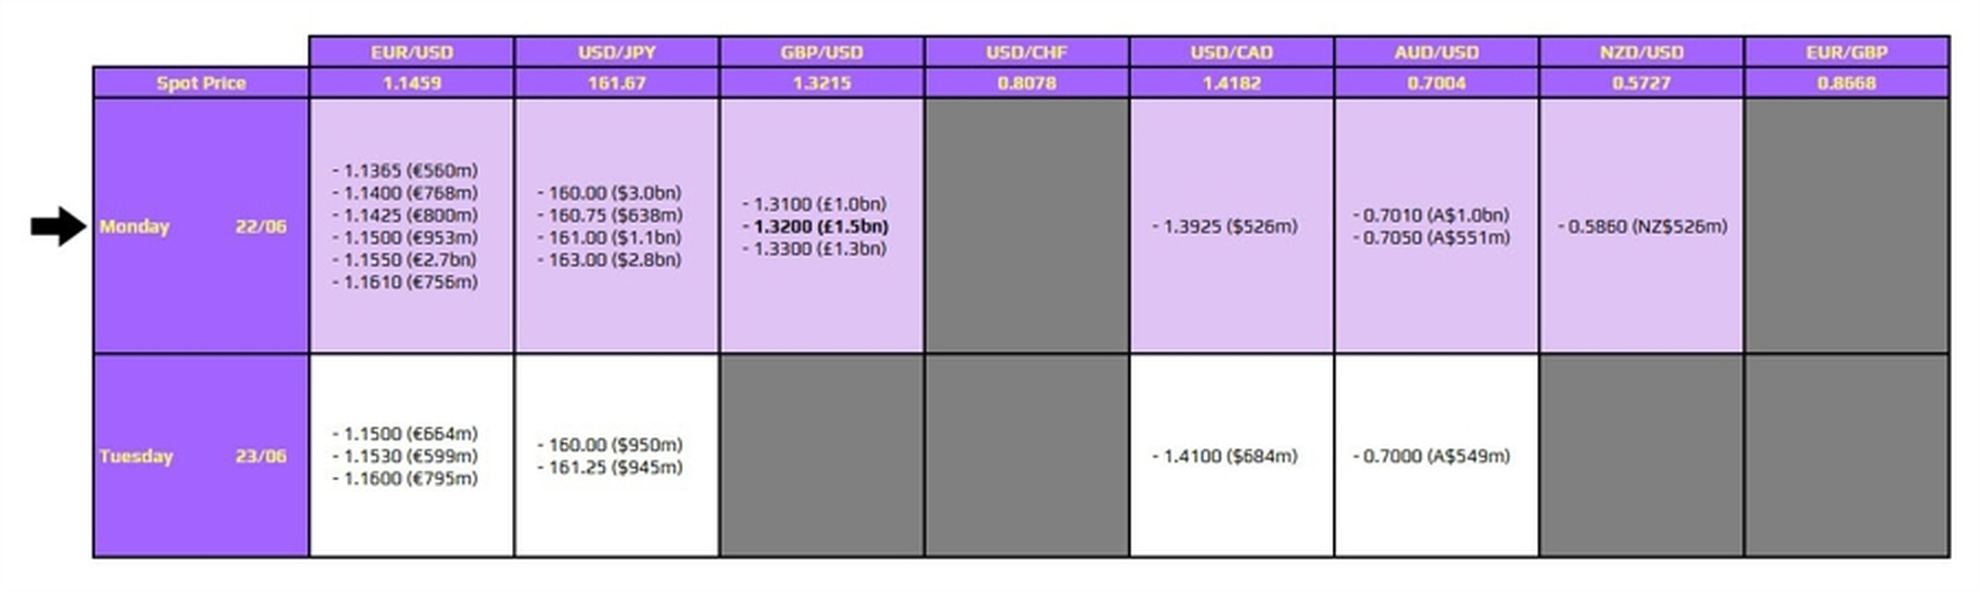 EUR/USD USD/JPY GBP/USD USD/CHF USD/CAD AUD/USD NZD/USD EUR/GBP
Spot Price 1.1459 161.67 1.3215 0.8078 1.4182 0.7004 0.5727 0.8668
Monday 22/06
- 1.1365 (€560m)
- 1.1400 (€768m)
- 1.1425 (€800m)
- 1.1500 (€953m)
- 1.1550 (€2.7bn)
- 1.1610 (€756m)
- 160.00 ($3.0bn)
- 160.75 ($638m)
- 161.00 ($1.1bn)
- 163.00 ($2.8bn)
- 1.3100 (£1.0bn)
- 1.3200 (£1.5bn)
- 1.3300 (£1.3bn)
- 1.3925 ($526m)
- 0.7010 (A$1.0bn)
- 0.7050 (A$551m)
- 0.5860 (NZ$526m)
Tuesday 23/06
- 1.1500 (€664m)
- 1.1530 (€599m)
- 1.1600 (€795m)
- 160.00 ($950m)
- 161.25 ($945m)
- 1.4100 ($684m)
- 0.7000 (A$549m)